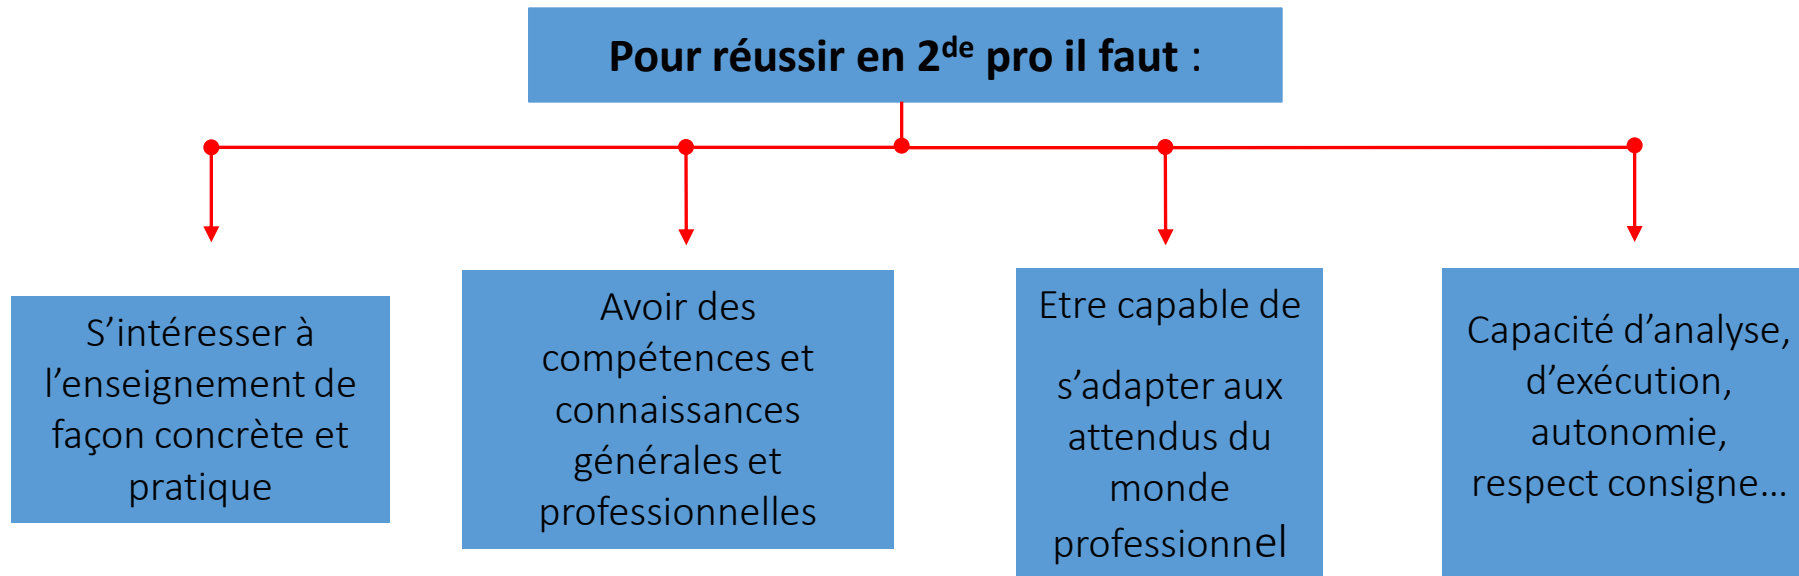 Pour réussir en 2de pro il faut :
S’intéresser à
l’enseignement de
façon concrète et
pratique
Avoir des
compétences et
connaissances
générales et
professionnelles
Etre capable de
s’adapter aux
attendus du
monde
professionnel
Capacité d’analyse,
d’exécution,
autonomie,
respect consigne…